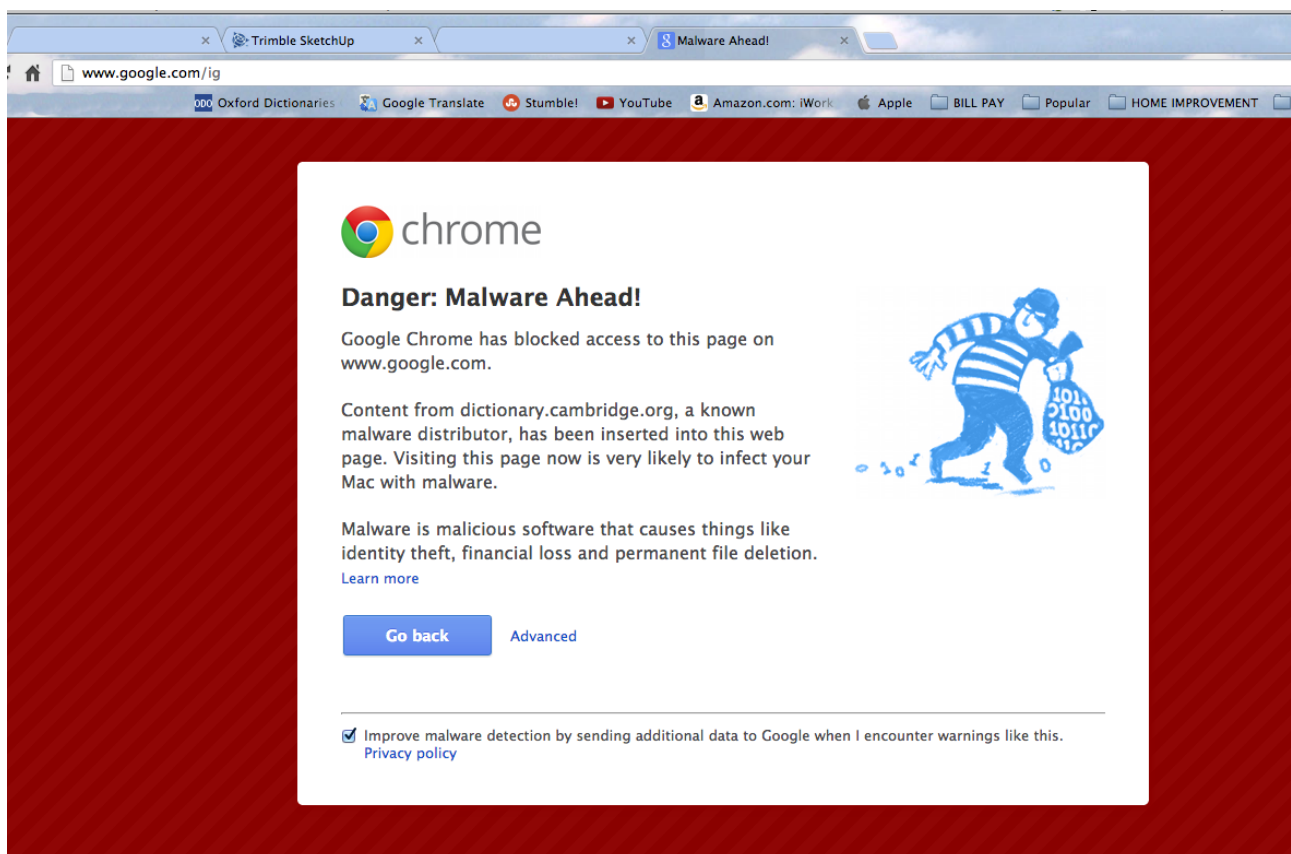 Trimble SketchUp
Malware Ahead!
www.google.com/ig
ODC Oxford Dictionaries
Google Translate
Stumble!
YouTube
Amazon.com: iWork
Apple
BILL PAY
Popular
HOME IMPROVEMENT
chrome
Danger: Malware Ahead!
Google Chrome has blocked access to this page on
www.google.com.
Content from dictionary.cambridge.org, a known
malware distributor, has been inserted into this web
page. Visiting this page now is very likely to infect your
Mac with malware.
Malware is malicious software that causes things like
identity theft, financial loss and permanent file deletion.
Learn more
Go back
Advanced
Improve malware detection by sending additional data to Google when I encounter warnings like this.
Privacy policy